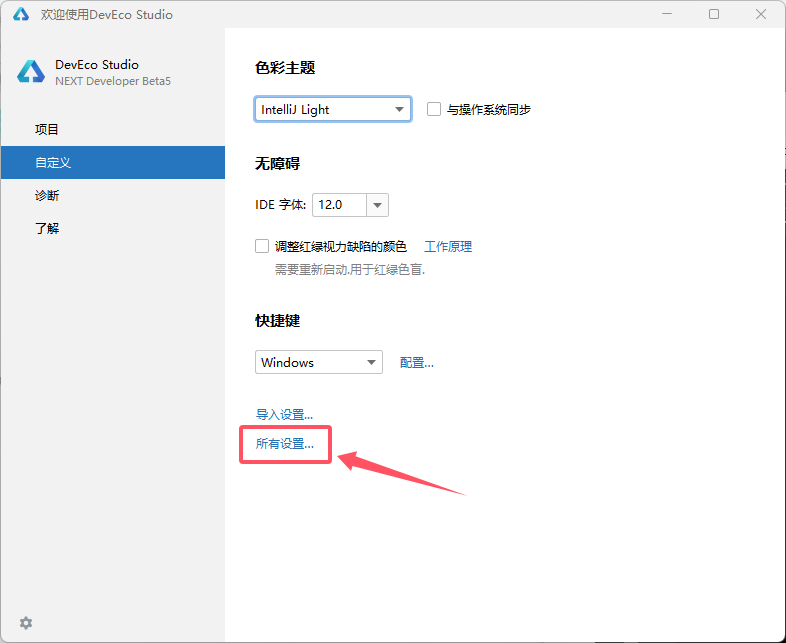 欢迎使用DevEco Studio
DevEco Studio
NEXT Developer Beta5
项目
自定义
诊断
了解
色彩主题
IntelliJ Light
与操作系统同步
无障碍
IDE 字体: 12.0
调整红绿视力缺陷的颜色 工作原理
需要重新启动.用于红绿色盲.
快捷键
Windows 配置...
导入设置...
所有设置...